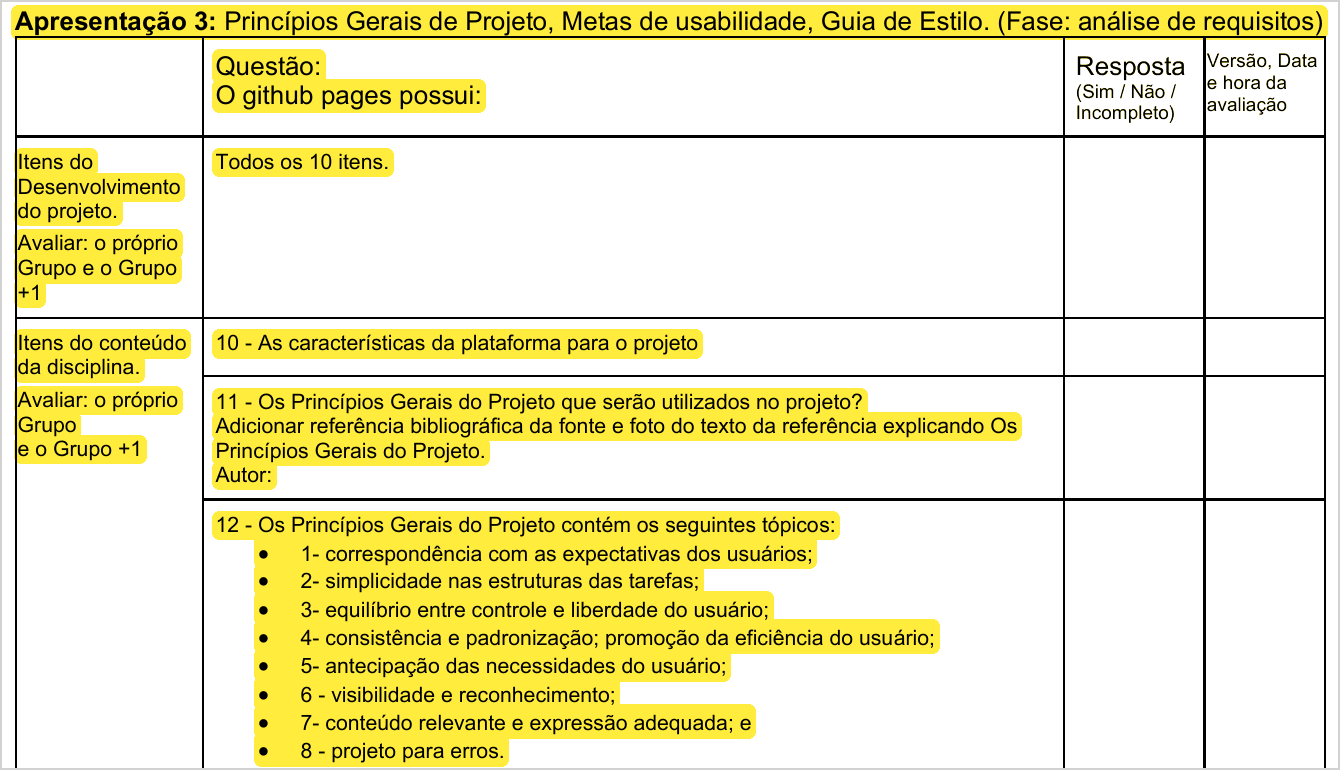 Apresentação 3: Princípios Gerais de Projeto, Metas de usabilidade, Guia de Estilo. (Fase: análise de requisitos)
Questão:
O github pages possui:
Resposta
(Sim / Não /
Incompleto)
Versão, Data
e hora da
avaliação
Itens do
Desenvolvimento
do projeto.
Avaliar: o próprio
Grupo e o Grupo
+1
Todos os 10 itens.
Itens do conteúdo
da disciplina.
Avaliar: o próprio
Grupo
e o Grupo +1
10 - As características da plataforma para o projeto
11 - Os Princípios Gerais do Projeto que serão utilizados no projeto?
Adicionar referência bibliográfica da fonte e foto do texto da referência explicando Os
Princípios Gerais do Projeto.
Autor:
12 - Os Princípios Gerais do Projeto contém os seguintes tópicos:
● 1- correspondência com as expectativas dos usuários;
● 2- simplicidade nas estruturas das tarefas;
● 3- equilíbrio entre controle e liberdade do usuário;
● 4- consistência e padronização; promoção da eficiência do usuário;
● 5- antecipação das necessidades do usuário;
● 6 - visibilidade e reconhecimento;
● 7- conteúdo relevante e expressão adequada; e
● 8 - projeto para erros.